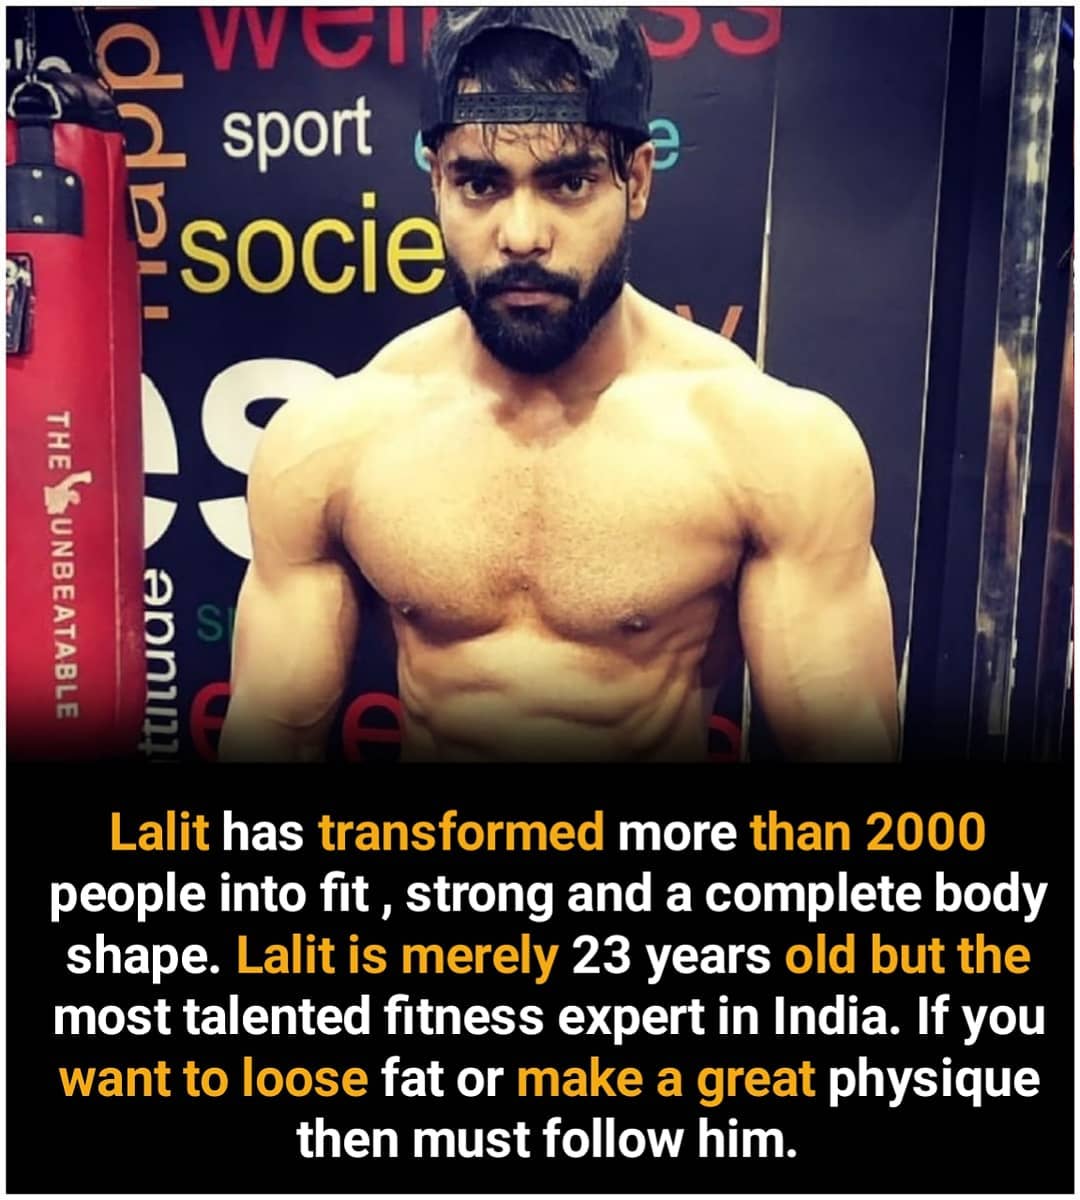 sport
socie
THE UNBEATABLE
Lalit has transformed more than 2000
people into fit , strong and a complete body
shape. Lalit is merely 23 years old but the
most talented fitness expert in India. If you
want to loose fat or make a great physique
then must follow him.